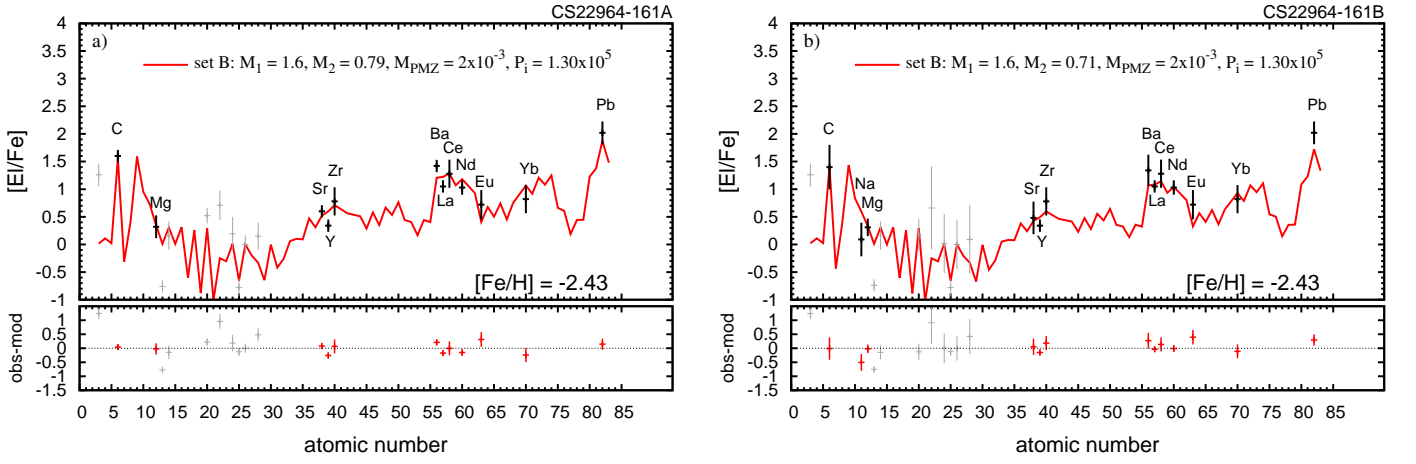 CS22964-161A
a)
set B: M1 = 1.6, M2 = 0.79, MPMZ = 2x10-3, Pi = 1.30x105
[El/Fe]
4
3.5
3
2.5
2
1.5
1
0.5
0
-0.5
-1
C
Mg
Sr
Y
Zr
Ba
La
Ce
Nd
Eu
Yb
Pb
[Fe/H] = -2.43
obs-mod
1
0.5
0
-0.5
-1
-1.5
0 5 10 15 20 25 30 35 40 45 50 55 60 65 70 75 80 85
atomic number
CS22964-161B
b)
set B: M1 = 1.6, M2 = 0.71, MPMZ = 2x10-3, Pi = 1.30x105
[El/Fe]
4
3.5
3
2.5
2
1.5
1
0.5
0
-0.5
-1
C
Na
Mg
Sr
Y
Zr
Ba
La
Ce
Nd
Eu
Yb
Pb
[Fe/H] = -2.43
obs-mod
1
0.5
0
-0.5
-1
-1.5
0 5 10 15 20 25 30 35 40 45 50 55 60 65 70 75 80 85
atomic number